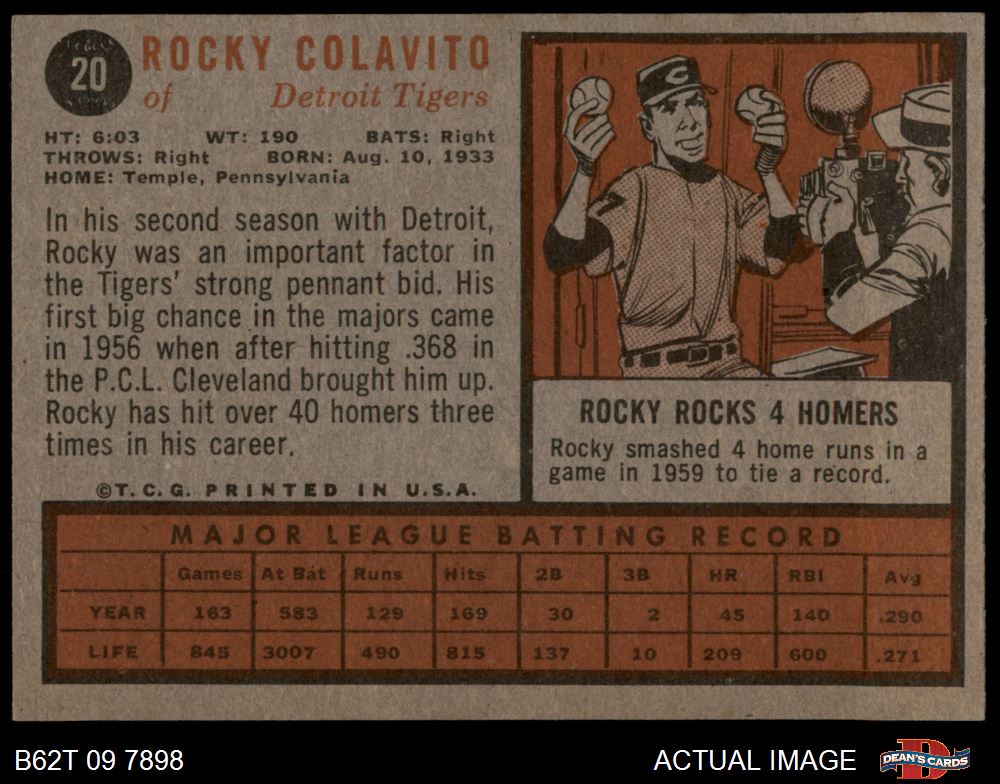 20
ROCKY COLAVITO
of Detroit Tigers
HT: 6:03 WT: 190 BATS: Right
THROWS: Right BORN: Aug. 10, 1933
HOME: Temple, Pennsylvania
In his second season with Detroit,
Rocky was an important factor in
the Tigers' strong pennant bid. His
first big chance in the majors came
in 1956 when after hitting .368 in
the P.C.L. Cleveland brought him up.
Rocky has hit over 40 homers three
times in his career.
©T.C.G. PRINTED IN U.S.A.
C
7
ROCKY ROCKS 4 HOMERS
Rocky smashed 4 home runs in a
game in 1959 to tie a record.
MAJOR LEAGUE BATTING RECORD
Games At Bat Runs Hits 2B 3B HR RBI Avg
YEAR 163 583 129 169 30 2 45 140 .290
LIFE 845 3007 490 815 137 10 209 600 .271
B62T 09 7898
ACTUAL IMAGE
D
DEAN'S CARDS